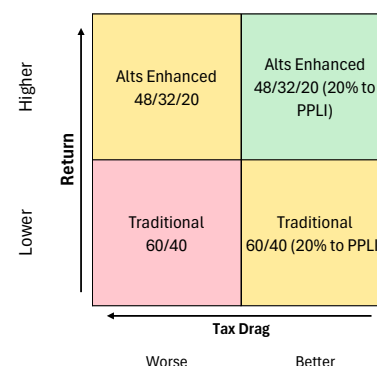 Higher
Return
Lower
Alts Enhanced
48/32/20
Alts Enhanced
48/32/20 (20% to
PPLI)
Traditional
60/40
Traditional
60/40 (20% to PPLI
Tax Drag
Worse
Better